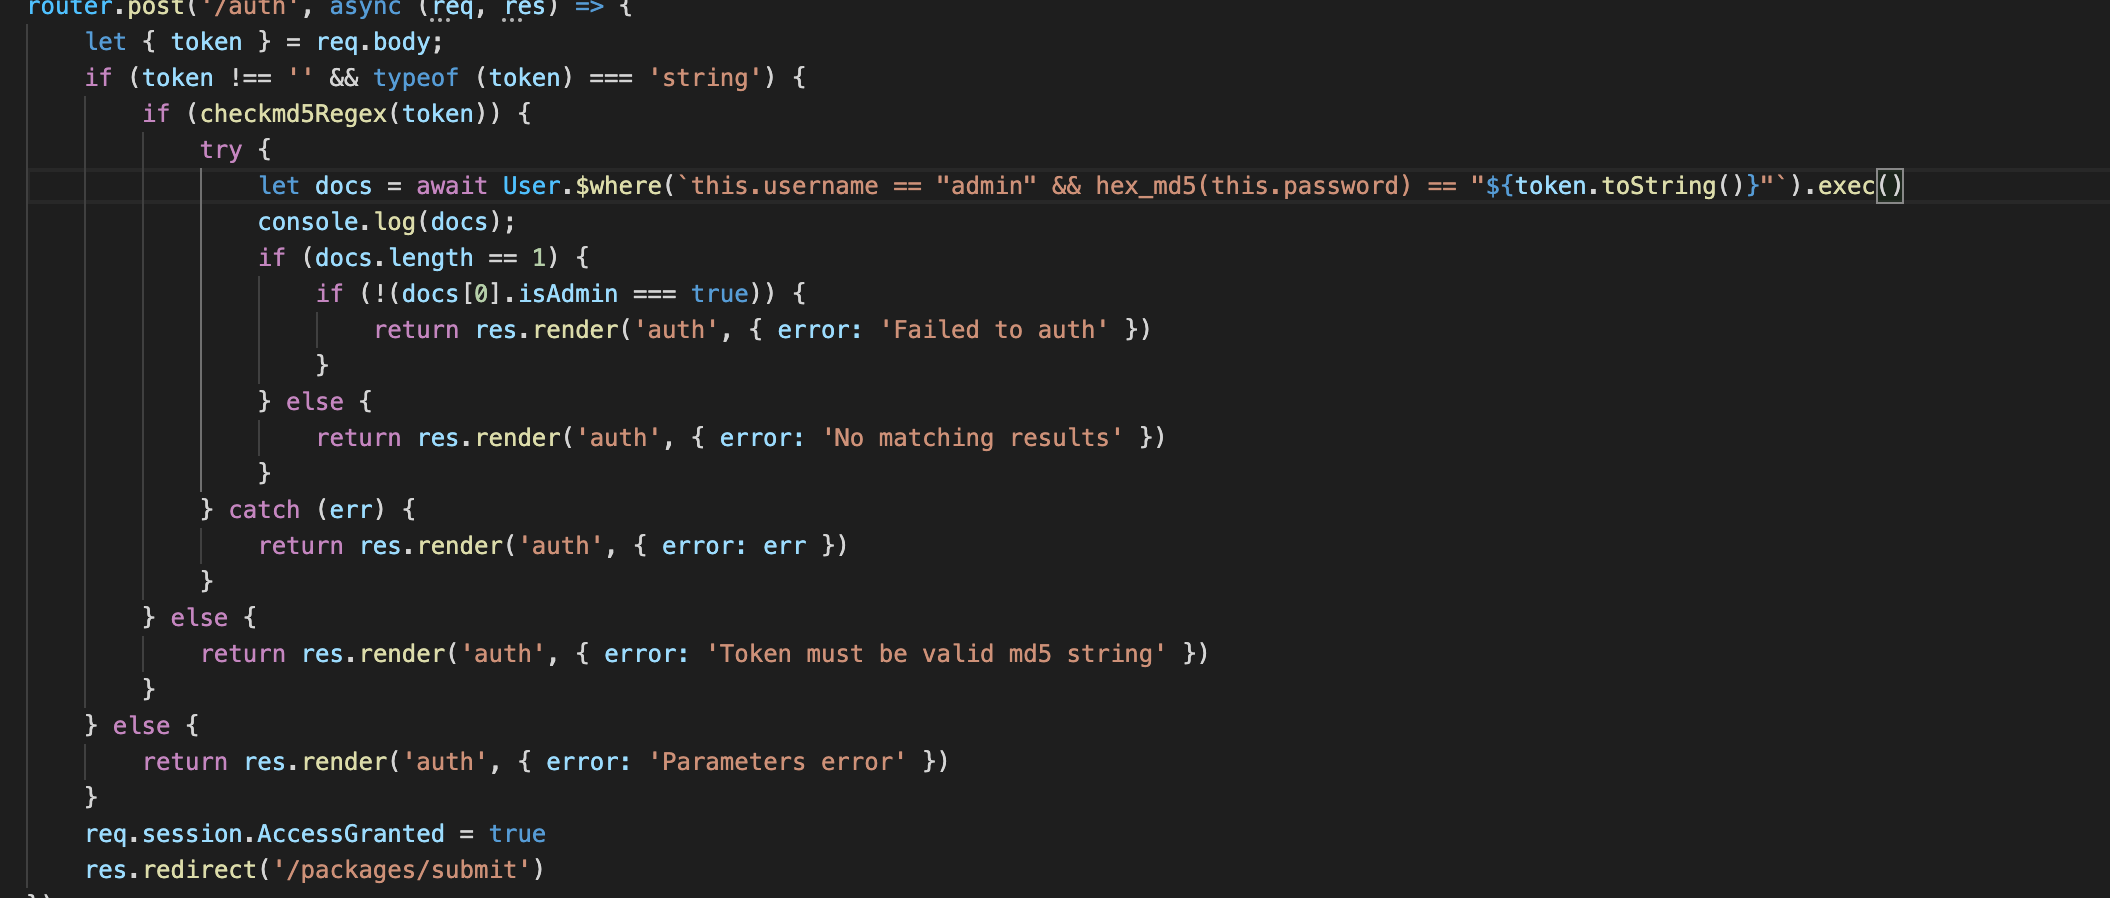 router.post('/auth', async (req, res) => {
let { token } = req.body;
if (token !== '' && typeof (token) === 'string') {
if (checkmd5Regex(token)) {
try {
let docs = await User.$where(`this.username == "admin" && hex_md5(this.password) == "${token.toString()}"`).exec()
console.log(docs);
if (docs.length == 1) {
if (!(docs[0].isAdmin === true)) {
return res.render('auth', { error: 'Failed to auth' })
}
} else {
return res.render('auth', { error: 'No matching results' })
}
} catch (err) {
return res.render('auth', { error: err })
}
} else {
return res.render('auth', { error: 'Token must be valid md5 string' })
}
} else {
return res.render('auth', { error: 'Parameters error' })
}
req.session.AccessGranted = true
res.redirect('/packages/submit')
})